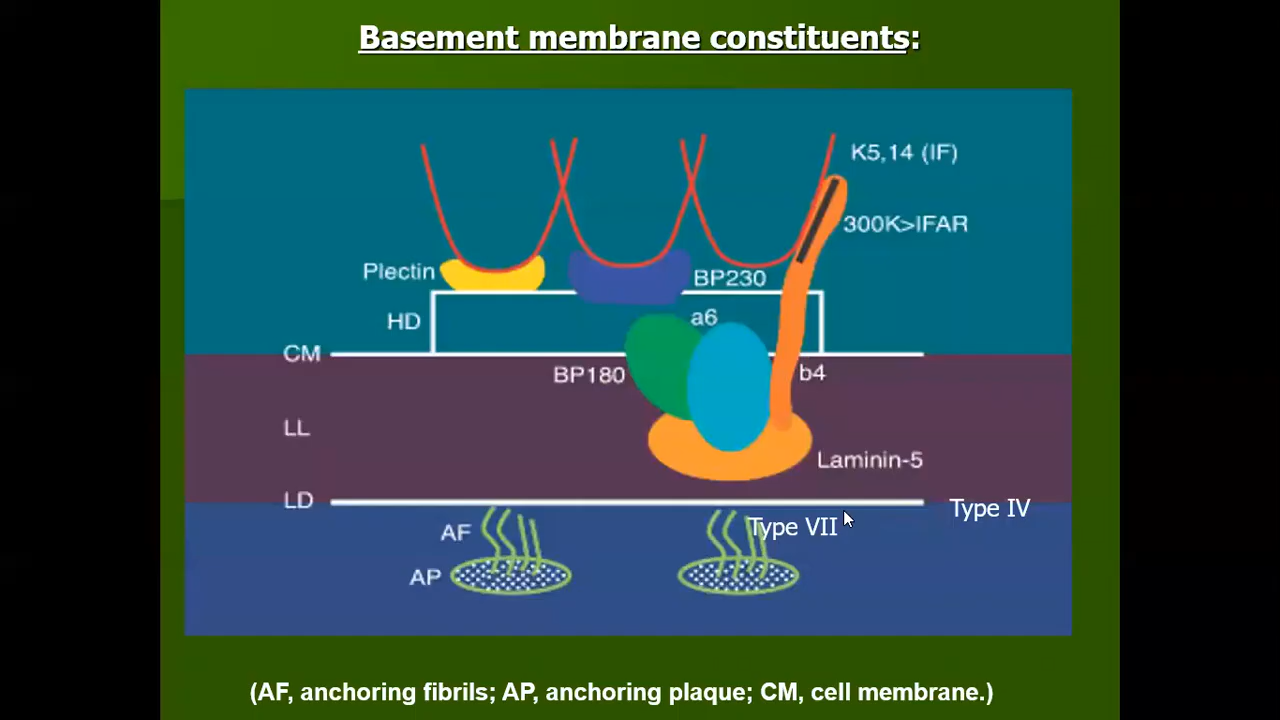 Basement membrane constituents:
K5,14 (IF)
300K>IFAR
Plectin
BP230
HD
a6
CM
BP180
b4
LL
Laminin-5
LD
Type IV
AF
Type VII
AP
(AF, anchoring fibrils; AP, anchoring plaque; CM, cell membrane.)